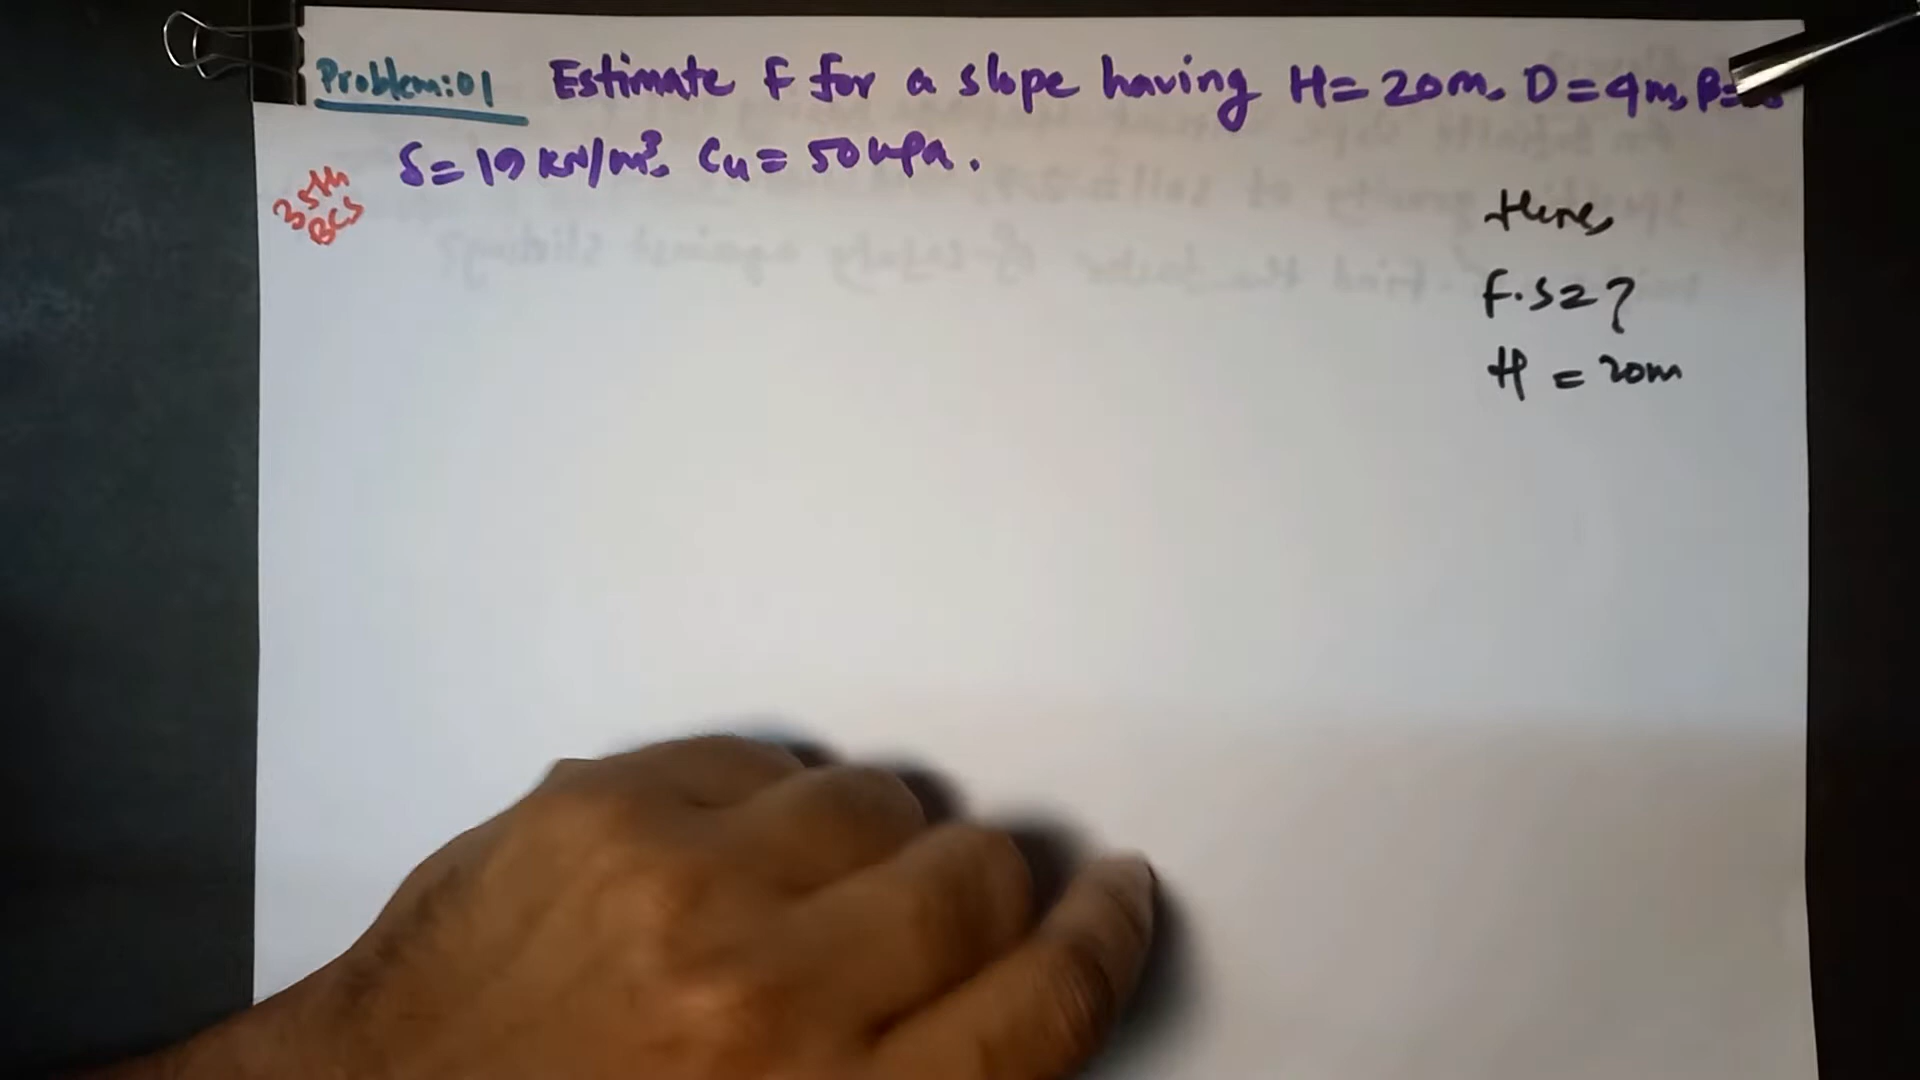 Problem:01 Estimate F for a slope having H=20m, D=4m, β=
δ=19 kN/m³, Cu=50 kpa.
35th
BCS
Here,
F.S=?
H = 20m